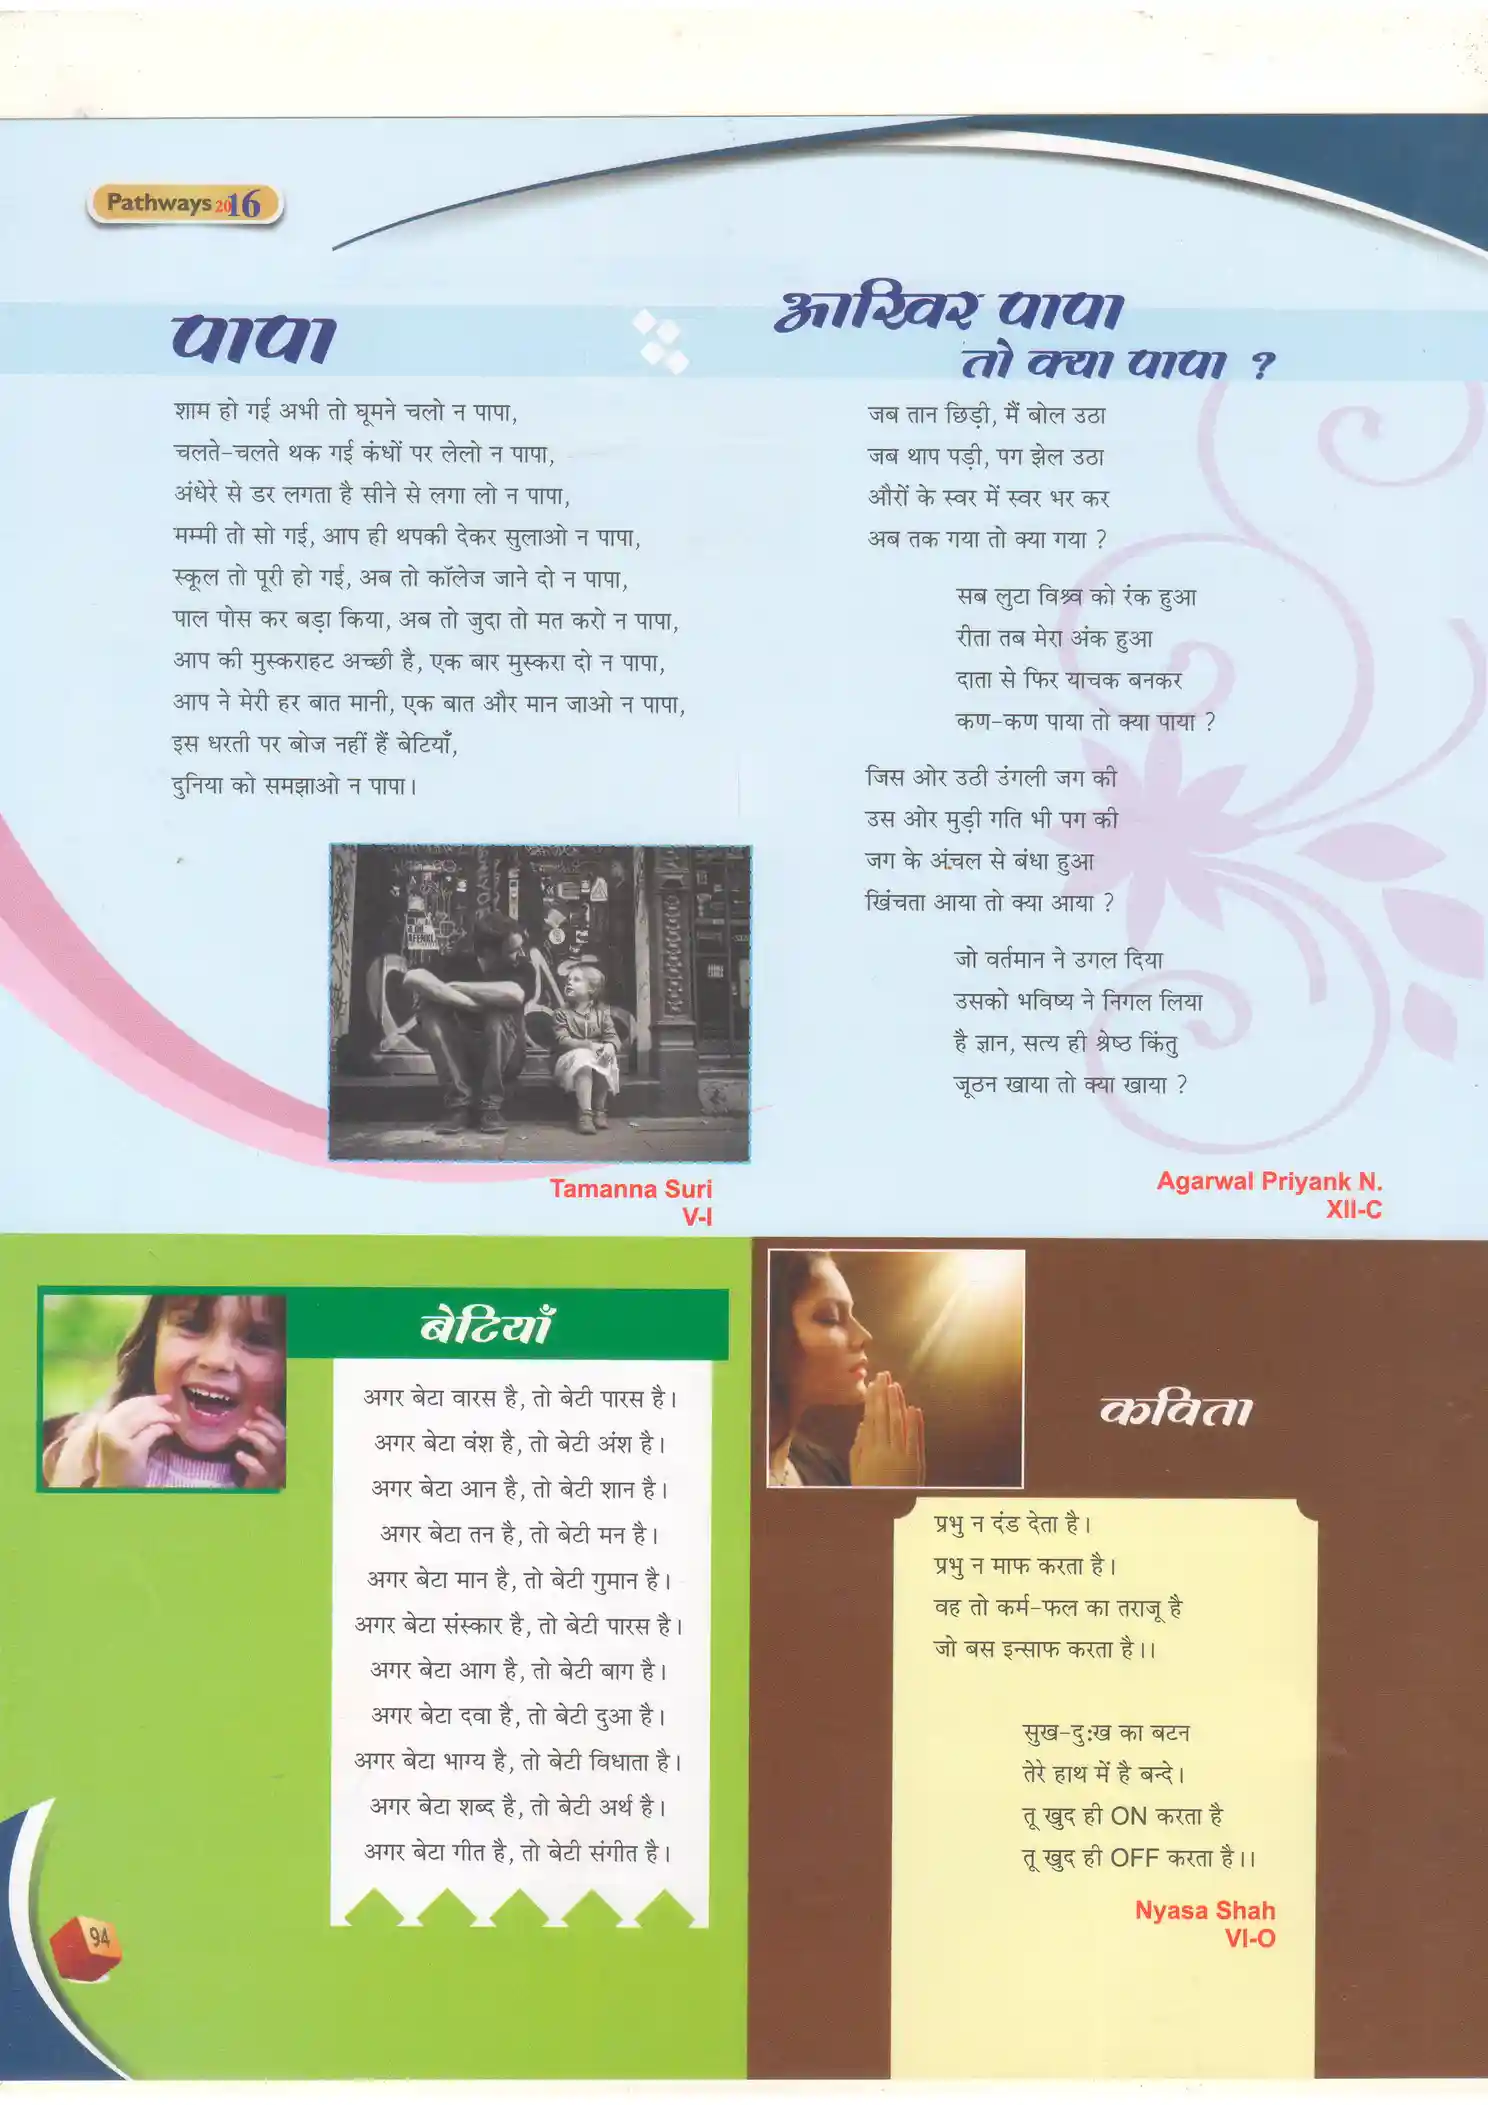 Pathways 2016
पापा
शाम हो गई अभी तो घूमने चलो न पापा,
चलते-चलते थक गई कंधों पर लेलो न पापा,
अंधेरे से डर लगता है सीने से लगा लो न पापा,
मम्मी तो सो गई, आप ही थपकी देकर सुलाओ न पापा,
स्कूल तो पूरी हो गई, अब तो कॉलेज जाने दो न पापा,
पाल पोस कर बड़ा किया, अब तो जुदा तो मत करो न पापा,
आप की मुस्कराहट अच्छी है, एक बार मुस्करा दो न पापा,
आप ने मेरी हर बात मानी, एक बात और मान जाओ न पापा,
इस धरती पर बोज नहीं हैं बेटियाँ,
दुनिया को समझाओ न पापा।
Tamanna Suri
V-I
आखिर पापा
तो क्या पापा ?
जब तान छिड़ी, मैं बोल उठा
जब थाप पड़ी, पग झेल उठा
औरों के स्वर में स्वर भर कर
अब तक गया तो क्या गया ?
सब लुटा विश्व को रंक हुआ
रीता तब मेरा अंक हुआ
दाता से फिर याचक बनकर
कण-कण पाया तो क्या पाया ?
जिस ओर उठी उंगली जग की
उस ओर मुड़ी गति भी पग की
जग के अंचल से बंधा हुआ
खिंचता आया तो क्या आया ?
जो वर्तमान ने उगल दिया
उसको भविष्य ने निगल लिया
है ज्ञान, सत्य ही श्रेष्ठ किंतु
जूठन खाया तो क्या खाया ?
Agarwal Priyank N.
XII-C
बेटियाँ
अगर बेटा वारस है, तो बेटी पारस है।
अगर बेटा वंश है, तो बेटी अंश है।
अगर बेटा आन है, तो बेटी शान है।
अगर बेटा तन है, तो बेटी मन है।
अगर बेटा मान है, तो बेटी गुमान है।
अगर बेटा संस्कार है, तो बेटी पारस है।
अगर बेटा आग है, तो बेटी बाग है।
अगर बेटा दवा है, तो बेटी दुआ है।
अगर बेटा भाग्य है, तो बेटी विधाता है।
अगर बेटा शब्द है, तो बेटी अर्थ है।
अगर बेटा गीत है, तो बेटी संगीत है।
94
कविता
प्रभु न दंड देता है।
प्रभु न माफ करता है।
वह तो कर्म-फल का तराजू है
जो बस इन्साफ करता है।।
सुख-दुःख का बटन
तेरे हाथ में है बन्दे।
तू खुद ही ON करता है
तू खुद ही OFF करता है।।
Nyasa Shah
VI-O